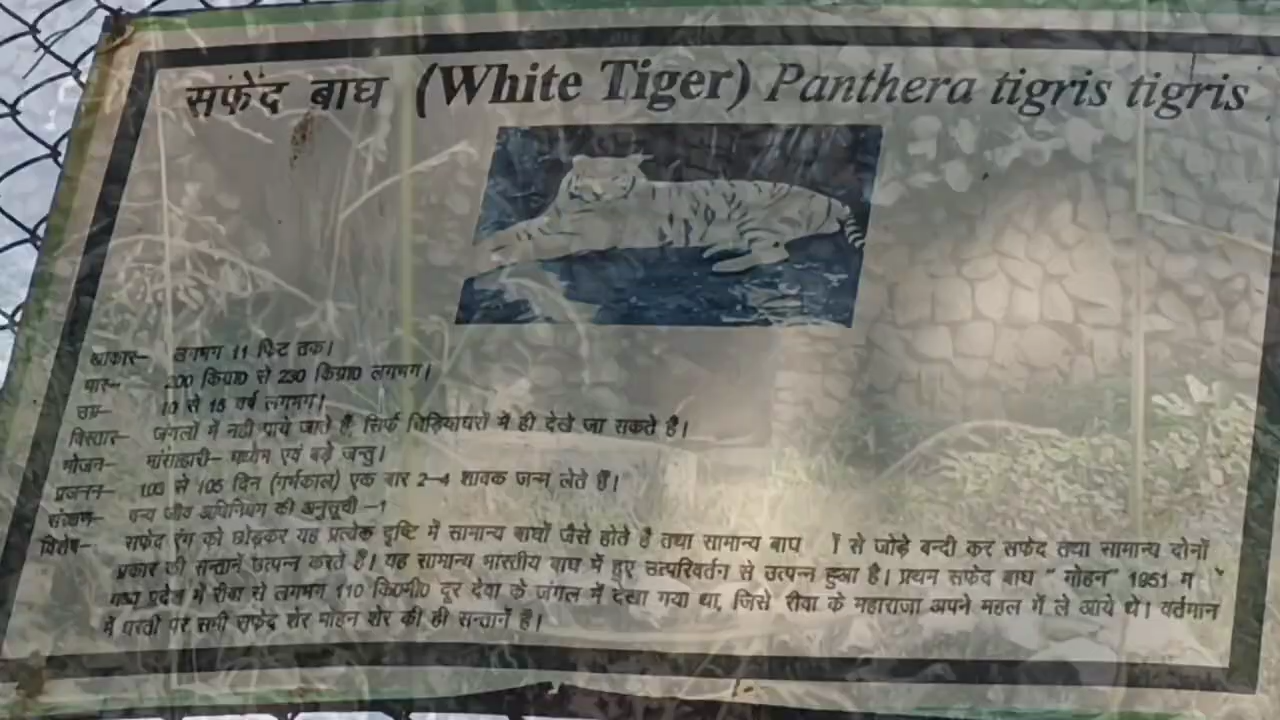 सफेद बाघ (White Tiger) Panthera tigris tigris
आकार– लगभग 11 फिट तक।
भार– 200 कि०ग्रा० से 230 कि०ग्रा० लगभग।
उम्र– 10 से 15 वर्ष लगभग।
विस्तार– जंगलों में नहीं पाये जाते हैं, सिर्फ चिड़ियाघरों में ही देखे जा सकते है।
भोजन– मांसाहारी– मध्यम एवं बड़े जन्तु।
प्रजनन– 103 से 105 दिन (गर्भकाल) एक बार 2–4 शावक जन्म लेते हैं।
संरक्षण– वन्य जीव अधिनियम की अनुसूची –1
विशेष– सफेद रंग को छोड़कर यह प्रत्येक दृष्टि में सामान्य बाघों जैसे होते है तथा सामान्य बाघ से जोड़े बन्दी कर सफेद तथा सामान्य दोनों
प्रकार की सन्तानें उत्पन्न करते हैं। यह सामान्य भारतीय बाघ में हुए उत्परिवर्तन से उत्पन्न हुआ है। प्रथम सफेद बाघ " मोहन" 1951 म
मध्य प्रदेश में रीवा से लगभग 110 कि०मी० दूर देवा के जंगल में देखा गया था, जिसे रीवा के महाराजा अपने महल में ले आये थे। वर्तमान
में धरती पर सभी सफेद शेर मोहन शेर की ही सन्तानें हैं।